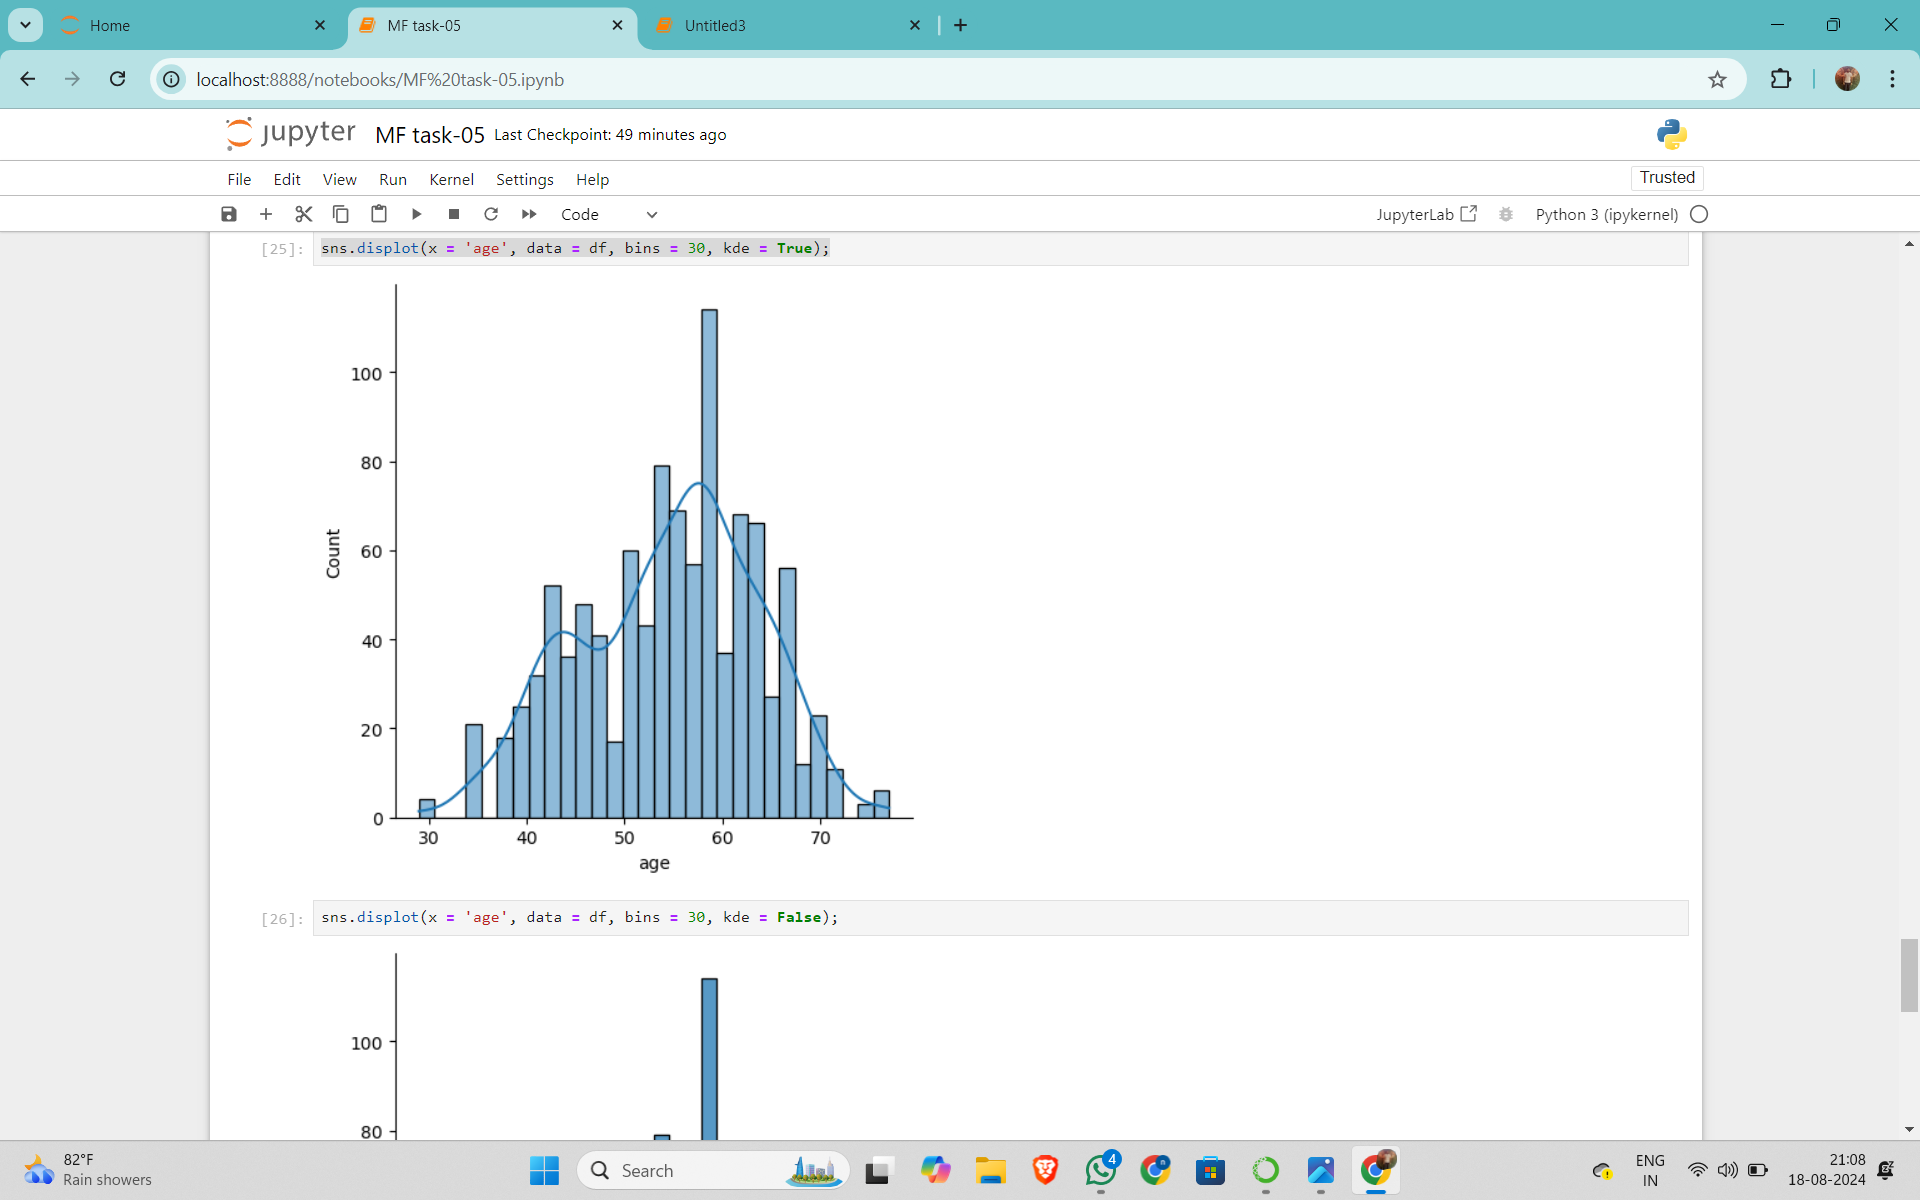 Home
MF task-05
Untitled3
localhost:8888/notebooks/MF%20task-05.ipynb
jupyter MF task-05 Last Checkpoint: 49 minutes ago
File Edit View Run Kernel Settings Help Trusted
Code JupyterLab Python 3 (ipykernel)
[25]: sns.displot(x = 'age', data = df, bins = 30, kde = True);
100
80
60
Count
40
20
0
30 40 50 60 70
age
[26]: sns.displot(x = 'age', data = df, bins = 30, kde = False);
100
80
82°F
Rain showers
Search
4
ENG
IN
21:08
18-08-2024